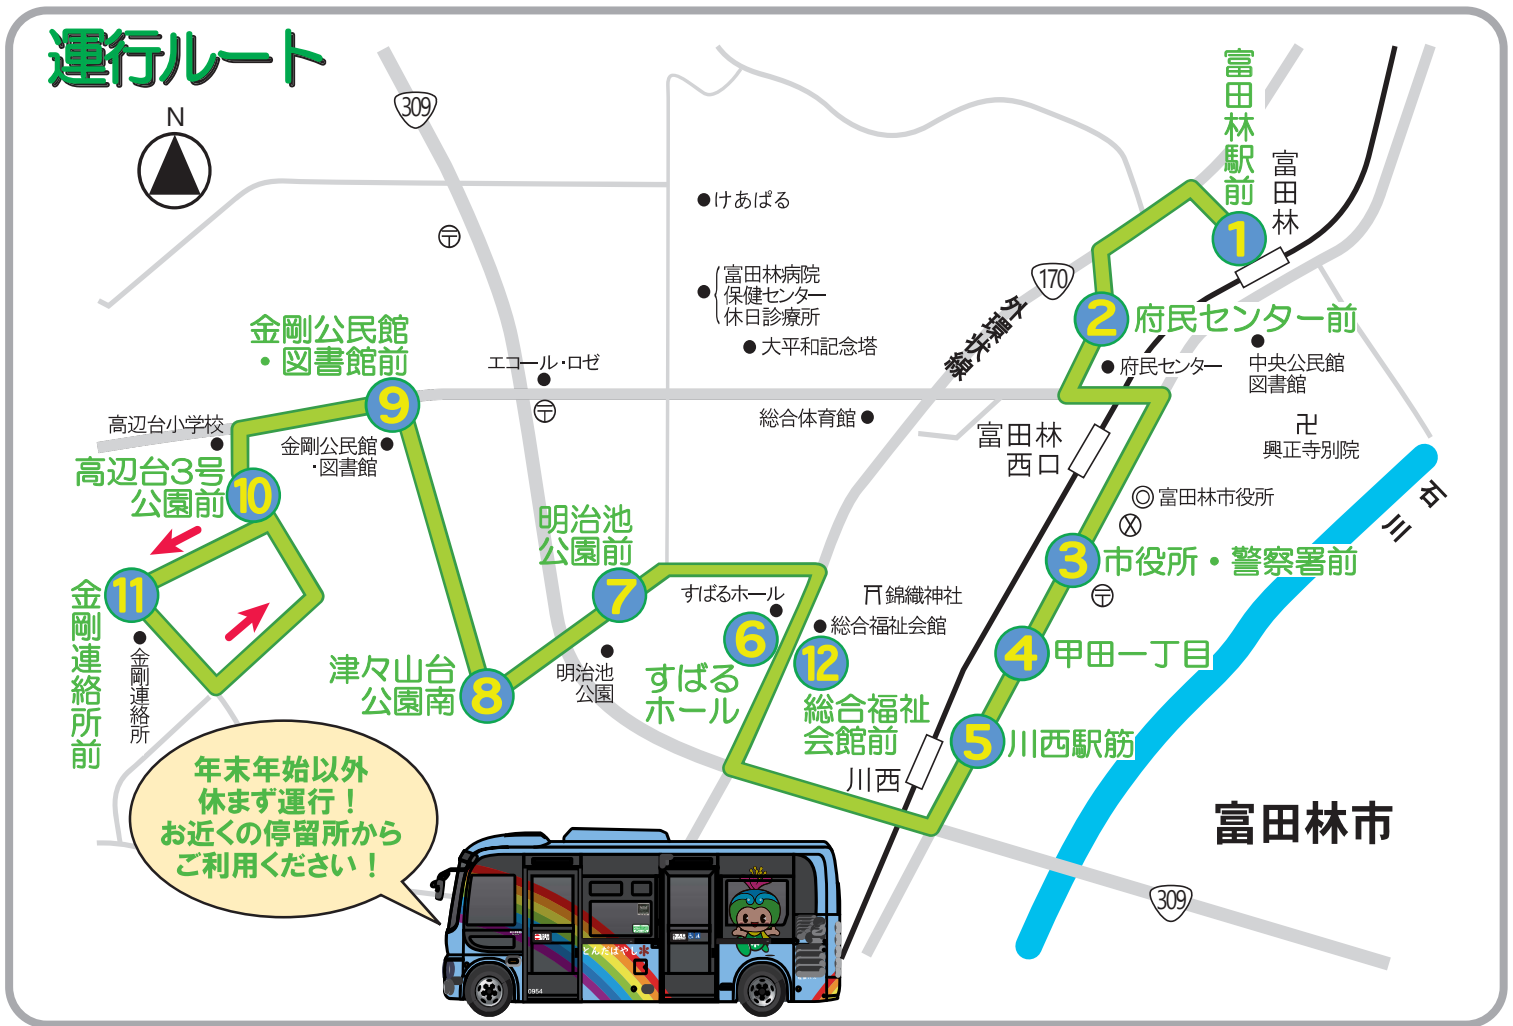 運行ルート
N
309
富田林駅前
富田林
1
けあぱる
富田林病院
保健センター
休日診療所
大平和記念塔
170
外環状線
2
府民センター前
府民センター
中央公民館
図書館
金剛公民館
・図書館前
エコール・ロゼ
9
総合体育館
高辺台小学校
金剛公民館
・図書館
富田林
西口
卍
興正寺別院
高辺台3号
公園前
10
富田林市役所
石川
明治池
公園前
3
市役所・警察署前
11
金剛連絡所前
金剛連絡所
7
すばるホール
錦織神社
総合福祉会館
6
すばる
ホール
12
総合福祉
会館前
4
甲田一丁目
津々山台
公園南
8
明治池
公園
5
川西駅筋
川西
富田林市
309
年末年始以外
休まず運行！
お近くの停留所から
ご利用ください！
とんだばやし
0954